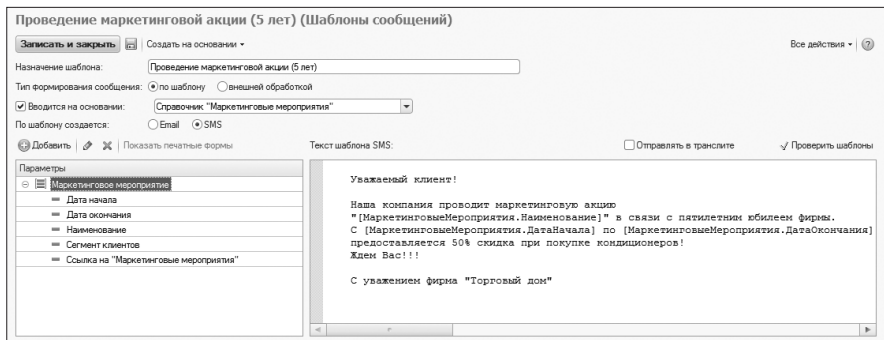 Проведение маркетинговой акции (5 лет) (Шаблоны сообщений)
Записать и закрыть Создать на основании Все действия ?
Назначение шаблона: Проведение маркетинговой акции (5 лет)
Тип формирования сообщения: по шаблону внешней обработкой
Вводится на основании: Справочник "Маркетинговые мероприятия"
По шаблону создается: Email SMS
Добавить Показать печатные формы Текст шаблона SMS: Отправлять в транслите Проверить шаблоны
Параметры
Маркетинговое мероприятие
Дата начала
Дата окончания
Наименование
Сегмент клиентов
Ссылка на "Маркетинговые мероприятия"
Уважаемый клиент!
Наша компания проводит маркетинговую акцию
"[МаркетинговыеМероприятия.Наименование]" в связи с пятилетним юбилеем фирмы.
С [МаркетинговыеМероприятия.ДатаНачала] по [МаркетинговыеМероприятия.ДатаОкончания]
предоставляется 50% скидка при покупке кондиционеров!
Ждем Вас!!!
С уважением фирма "Торговый дом"